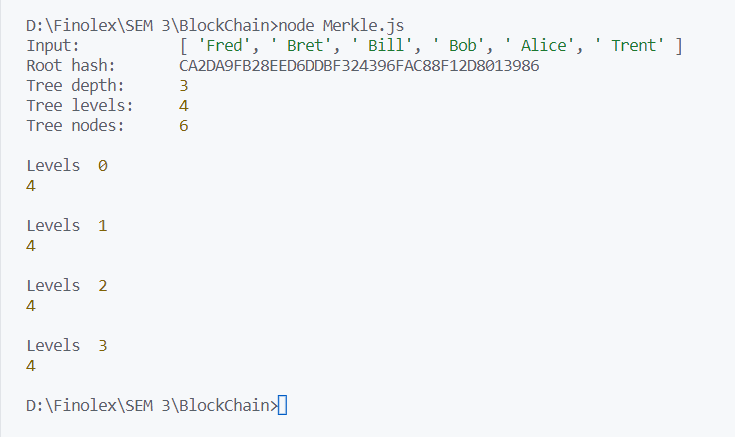 D:\Finolex\SEM 3\BlockChain>node Merkle.js
Input: [ 'Fred', ' Bret', ' Bill', ' Bob', ' Alice', ' Trent' ]
Root hash: CA2DA9FB28EED6DDBF324396FAC88F12D8013986
Tree depth: 3
Tree levels: 4
Tree nodes: 6
Levels 0
4
Levels 1
4
Levels 2
4
Levels 3
4
D:\Finolex\SEM 3\BlockChain>